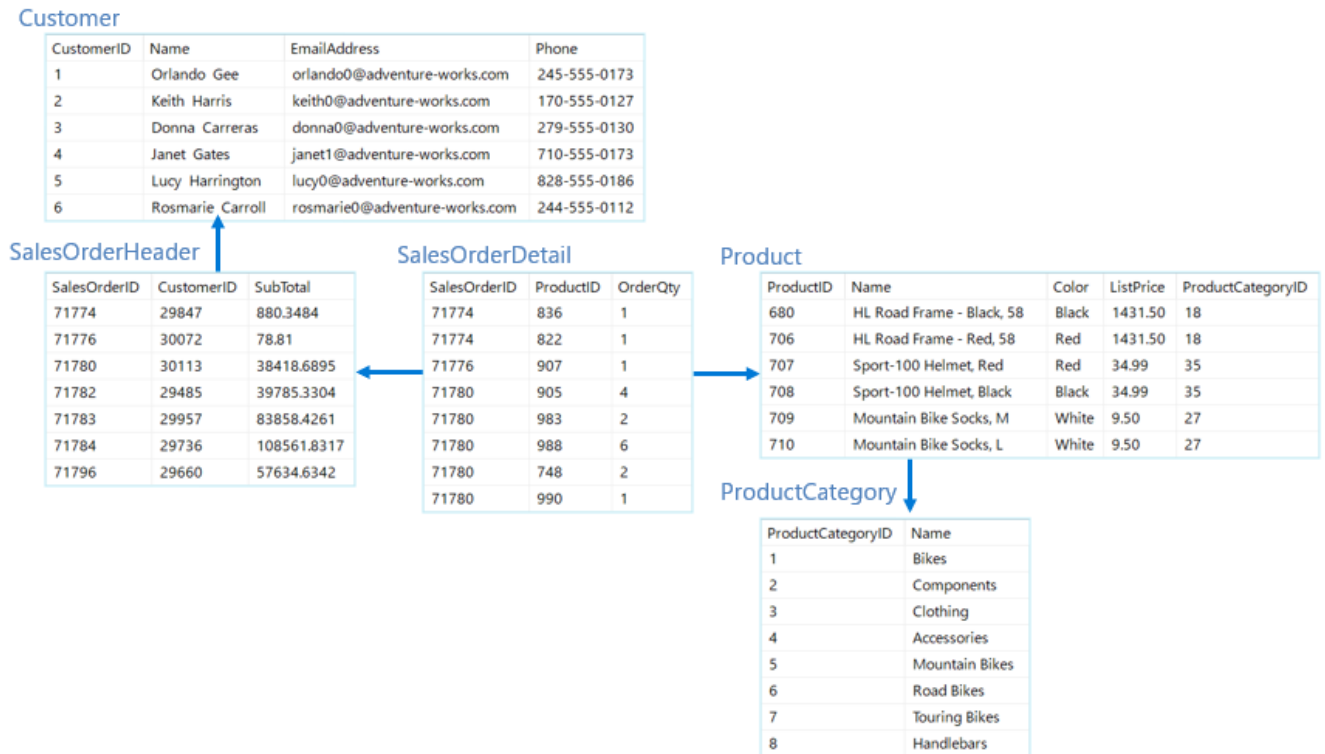 Customer
CustomerID Name EmailAddress Phone
1 Orlando Gee orlando0@adventure-works.com 245-555-0173
2 Keith Harris keith0@adventure-works.com 170-555-0127
3 Donna Carreras donna0@adventure-works.com 279-555-0130
4 Janet Gates janet1@adventure-works.com 710-555-0173
5 Lucy Harrington lucy0@adventure-works.com 828-555-0186
6 Rosmarie Carroll rosmarie0@adventure-works.com 244-555-0112
SalesOrderHeader
SalesOrderID CustomerID SubTotal
71774 29847 880.3484
71776 30072 78.81
71780 30113 38418.6895
71782 29485 39785.3304
71783 29957 83858.4261
71784 29736 108561.8317
71796 29660 57634.6342
SalesOrderDetail
SalesOrderID ProductID OrderQty
71774 836 1
71774 822 1
71776 907 1
71780 905 4
71780 983 2
71780 988 6
71780 748 2
71780 990 1
Product
ProductID Name Color ListPrice ProductCategoryID
680 HL Road Frame - Black, 58 Black 1431.50 18
706 HL Road Frame - Red, 58 Red 1431.50 18
707 Sport-100 Helmet, Red Red 34.99 35
708 Sport-100 Helmet, Black Black 34.99 35
709 Mountain Bike Socks, M White 9.50 27
710 Mountain Bike Socks, L White 9.50 27
ProductCategory
ProductCategoryID Name
1 Bikes
2 Components
3 Clothing
4 Accessories
5 Mountain Bikes
6 Road Bikes
7 Touring Bikes
8 Handlebars